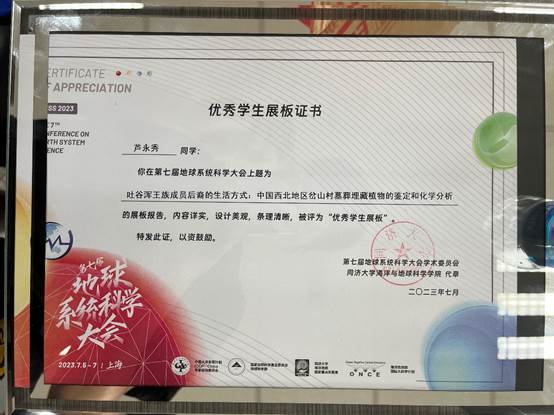 ERTIFICATE
F APPRECIATION
SS 2023
7TH
NFERENCE ON
RTH SYSTEM
ENCE
优秀学生展板证书
芦永秀 同学：
你在第七届地球系统科学大会上题为
吐谷浑王族成员后裔的生活方式：中国西北地区岔山村墓葬埋藏植物的鉴定和化学分析
的展板报告，内容详实，设计美观，条理清晰，被评为“优秀学生展板”。
特发此证，以资鼓励。
第七届地球系统科学大会学术委员会
同济大学海洋与地球科学学院 代章
二〇二三年七月
第七届
地球
系统科学
大会
2023.7.5-7 | 上海
ONCE